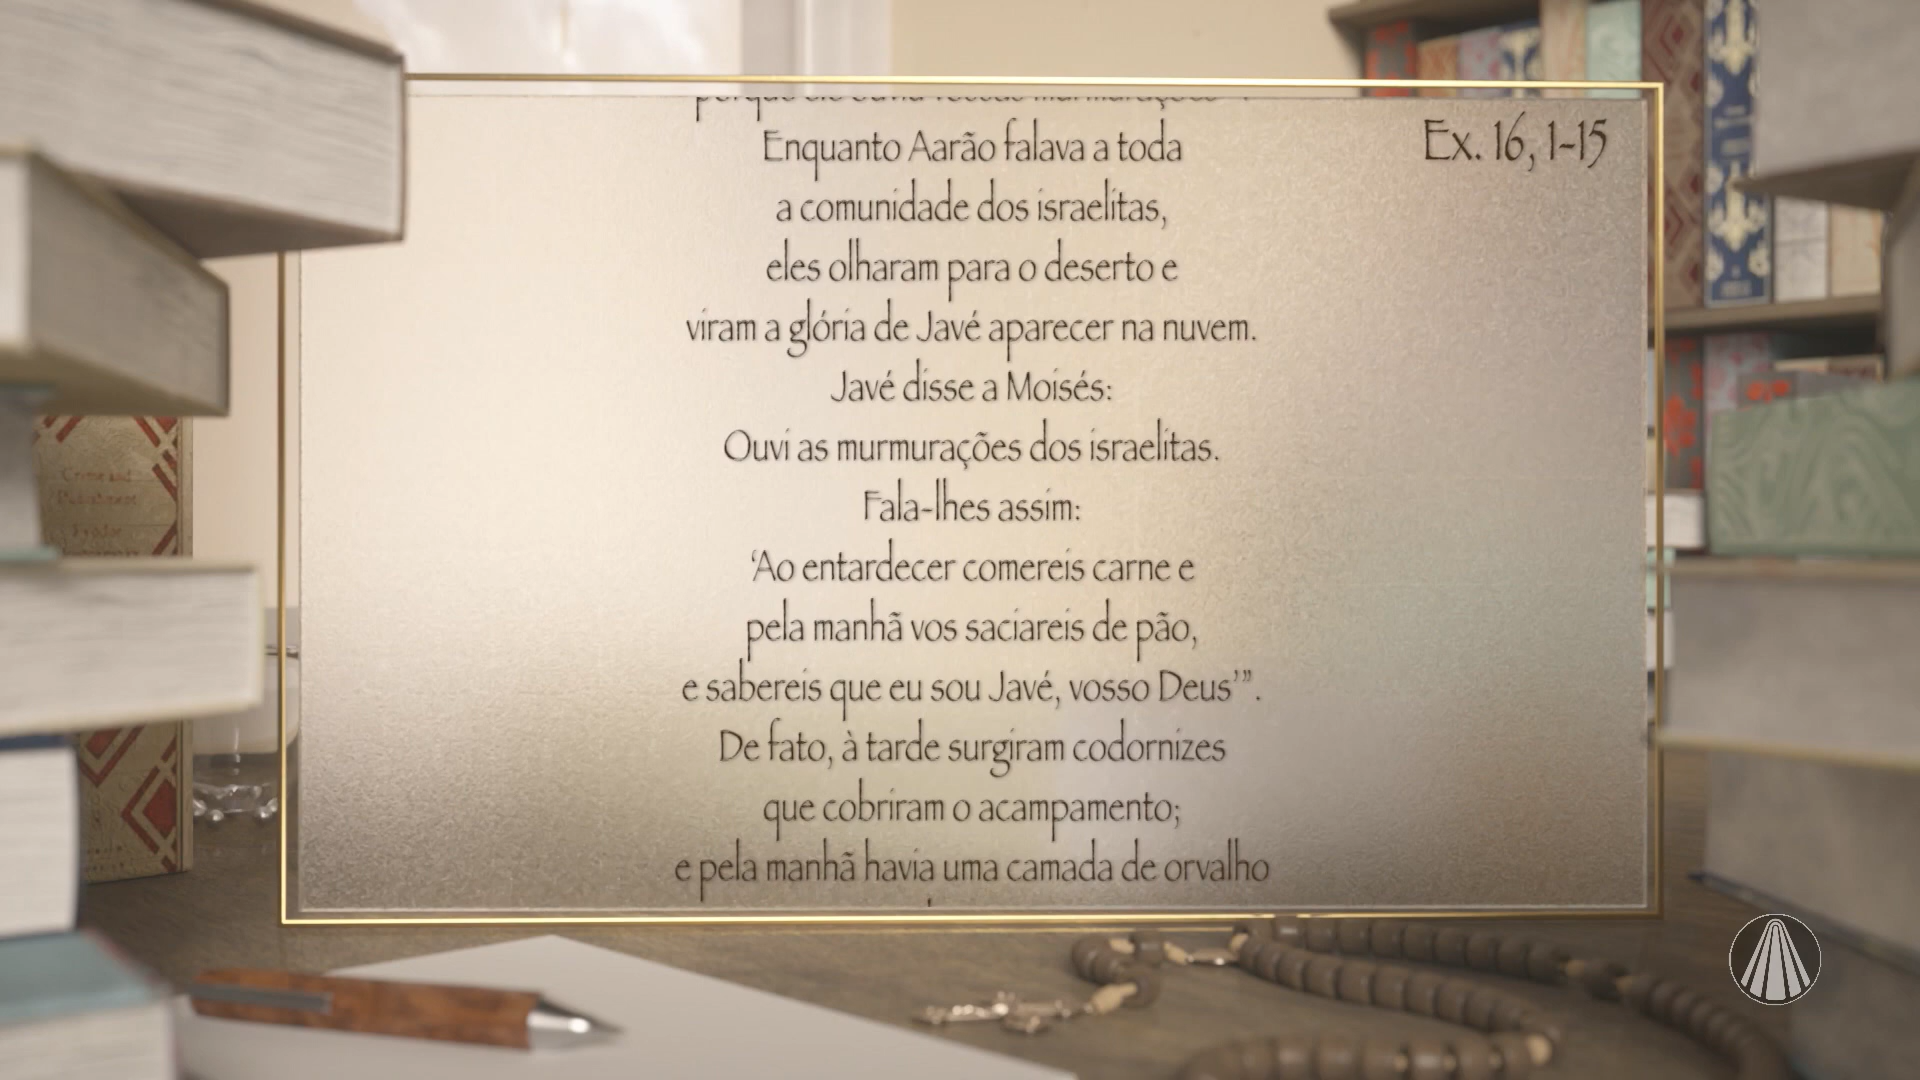 Ex. 16, 1-15
Enquanto Aarão falava a toda
a comunidade dos israelitas,
eles olharam para o deserto e
viram a glória de Javé aparecer na nuvem.
Javé disse a Moisés:
Ouvi as murmurações dos israelitas.
Fala-lhes assim:
‘Ao entardecer comereis carne e
pela manhã vos saciareis de pão,
e sabereis que eu sou Javé, vosso Deus’”.
De fato, à tarde surgiram codornizes
que cobriram o acampamento;
e pela manhã havia uma camada de orvalho
Crime and
Punishment